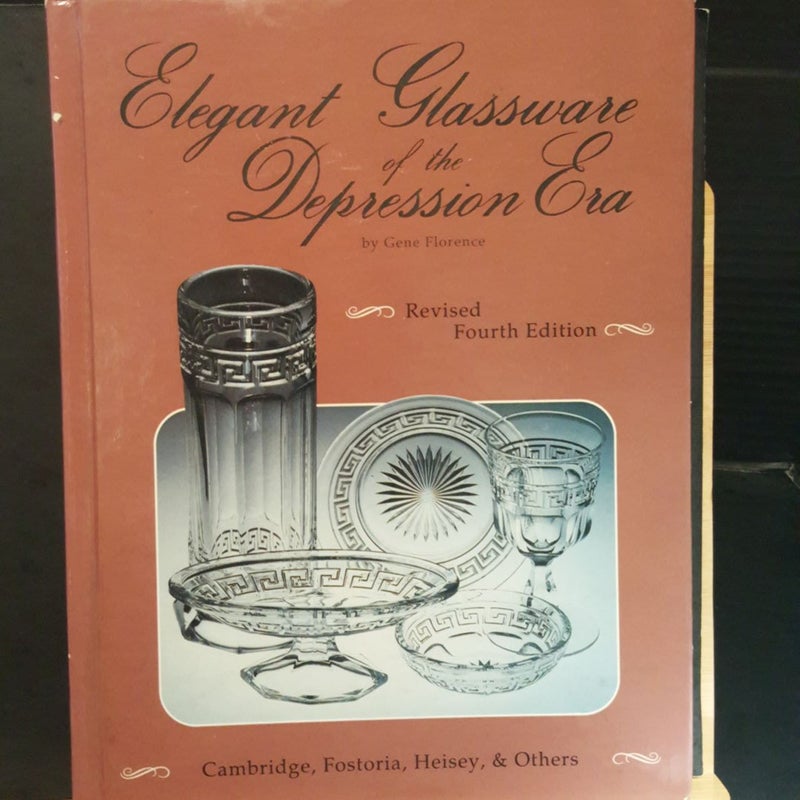 Elegant Glassware
of the
Depression Era
by Gene Florence
Revised
Fourth Edition
Cambridge, Fostoria, Heisey, & Others